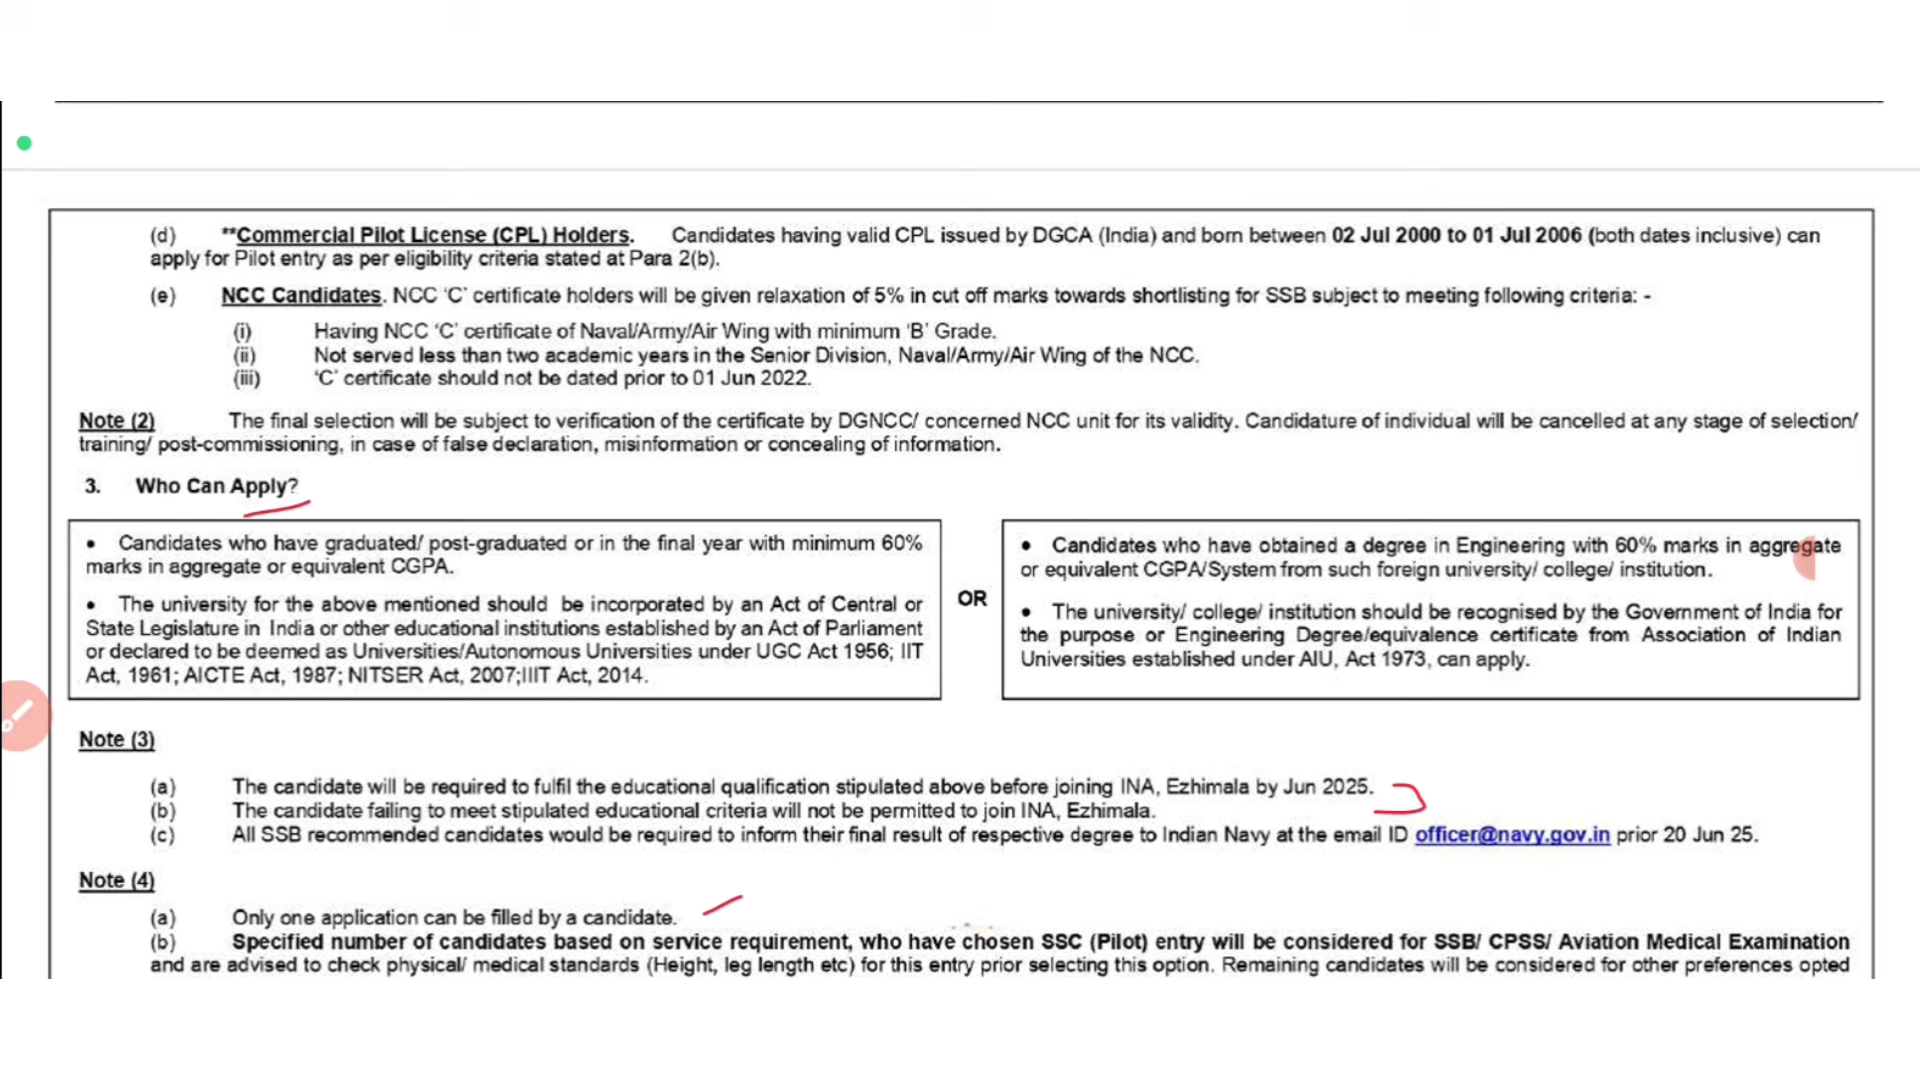 (d) **Commercial Pilot License (CPL) Holders. Candidates having valid CPL issued by DGCA (India) and born between 02 Jul 2000 to 01 Jul 2006 (both dates inclusive) can
apply for Pilot entry as per eligibility criteria stated at Para 2(b).
(e) NCC Candidates. NCC 'C' certificate holders will be given relaxation of 5% in cut off marks towards shortlisting for SSB subject to meeting following criteria: -
(i) Having NCC 'C' certificate of Naval/Army/Air Wing with minimum 'B' Grade.
(ii) Not served less than two academic years in the Senior Division, Naval/Army/Air Wing of the NCC.
(iii) 'C' certificate should not be dated prior to 01 Jun 2022.
Note (2) The final selection will be subject to verification of the certificate by DGNCC/ concerned NCC unit for its validity. Candidature of individual will be cancelled at any stage of selection/
training/ post-commissioning, in case of false declaration, misinformation or concealing of information.
3. Who Can Apply?
• Candidates who have graduated/ post-graduated or in the final year with minimum 60%
marks in aggregate or equivalent CGPA.
• The university for the above mentioned should be incorporated by an Act of Central or
State Legislature in India or other educational institutions established by an Act of Parliament
or declared to be deemed as Universities/Autonomous Universities under UGC Act 1956; IIT
Act, 1961; AICTE Act, 1987; NITSER Act, 2007;IIIT Act, 2014.
OR
• Candidates who have obtained a degree in Engineering with 60% marks in aggregate
or equivalent CGPA/System from such foreign university/ college/ institution.
• The university/ college/ institution should be recognised by the Government of India for
the purpose or Engineering Degree/equivalence certificate from Association of Indian
Universities established under AIU, Act 1973, can apply.
Note (3)
(a) The candidate will be required to fulfil the educational qualification stipulated above before joining INA, Ezhimala by Jun 2025.
(b) The candidate failing to meet stipulated educational criteria will not be permitted to join INA, Ezhimala.
(c) All SSB recommended candidates would be required to inform their final result of respective degree to Indian Navy at the email ID officer@navy.gov.in prior 20 Jun 25.
Note (4)
(a) Only one application can be filled by a candidate.
(b) Specified number of candidates based on service requirement, who have chosen SSC (Pilot) entry will be considered for SSB/ CPSS/ Aviation Medical Examination
and are advised to check physical/ medical standards (Height, leg length etc) for this entry prior selecting this option. Remaining candidates will be considered for other preferences opted